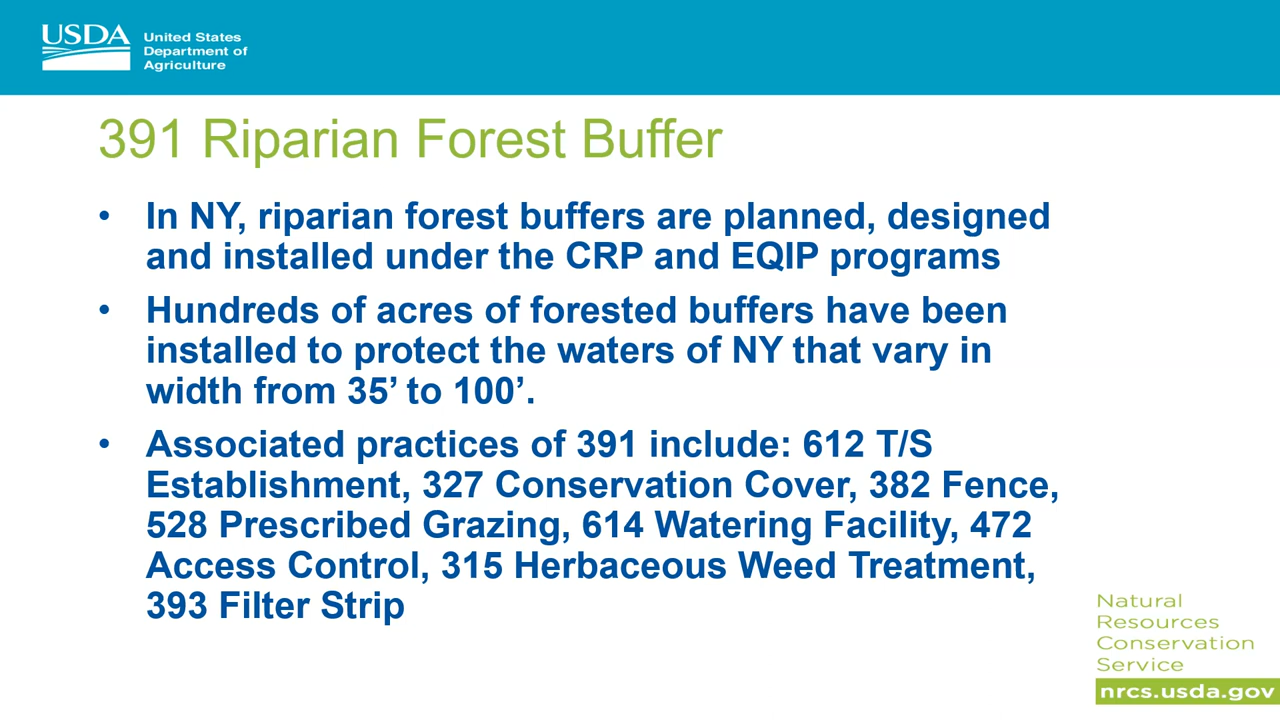 USDA
United States
Department of
Agriculture
391 Riparian Forest Buffer
• In NY, riparian forest buffers are planned, designed
and installed under the CRP and EQIP programs
• Hundreds of acres of forested buffers have been
installed to protect the waters of NY that vary in
width from 35’ to 100’.
• Associated practices of 391 include: 612 T/S
Establishment, 327 Conservation Cover, 382 Fence,
528 Prescribed Grazing, 614 Watering Facility, 472
Access Control, 315 Herbaceous Weed Treatment,
393 Filter Strip
Natural
Resources
Conservation
Service
nrcs.usda.gov